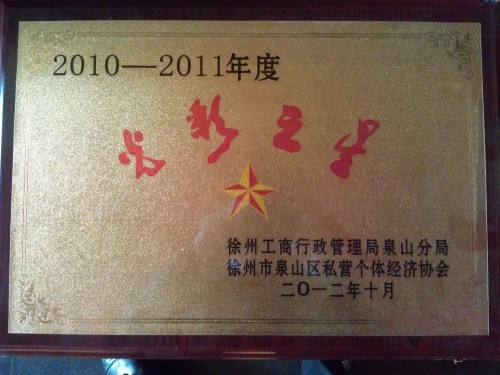 2010—2011年度
光彩之星
徐州工商行政管理局泉山分局
徐州市泉山区私营个体经济协会
二〇一二年十月